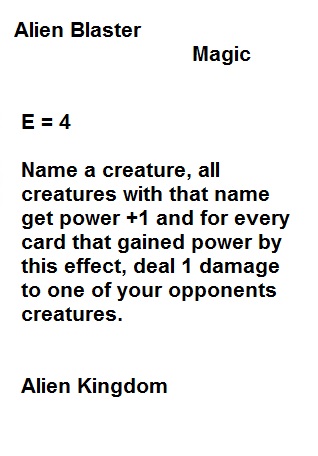 Alien Blaster
Magic
E = 4
Name a creature, all
creatures with that name
get power +1 and for every
card that gained power by
this effect, deal 1 damage
to one of your opponents
creatures.
Alien Kingdom